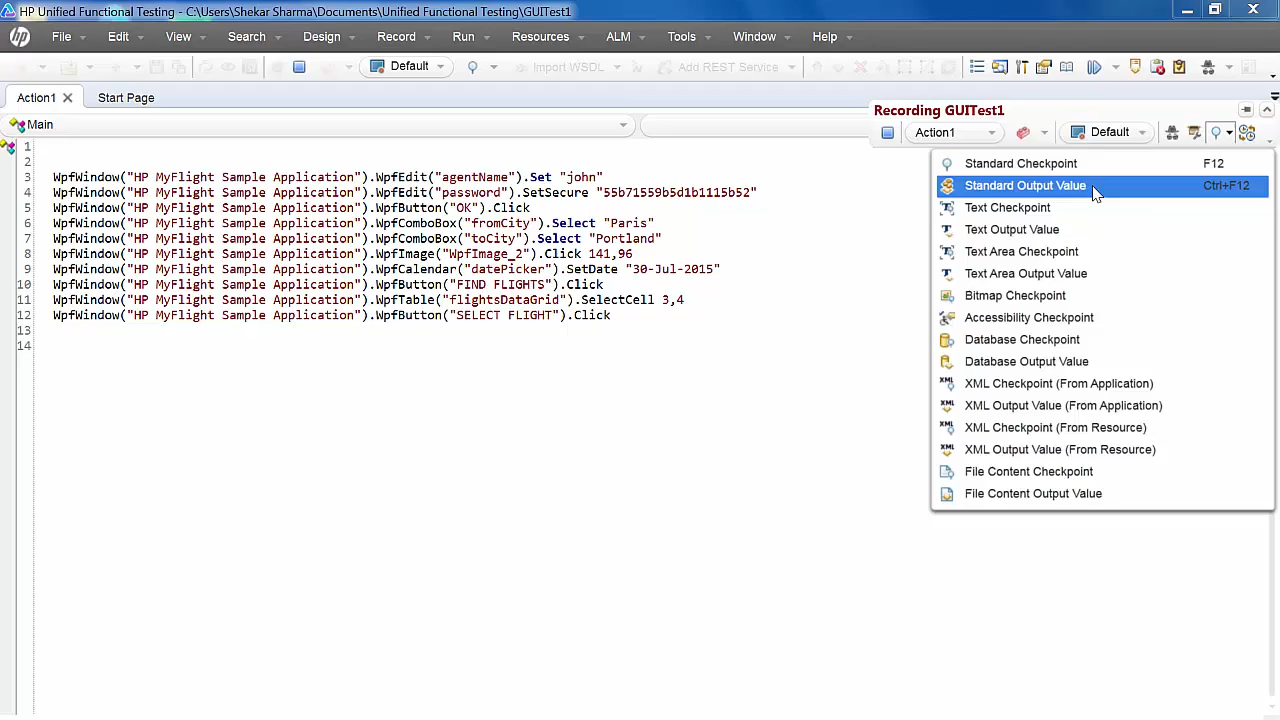 HP Unified Functional Testing - C:\Users\Shekar Sharma\Documents\Unified Functional Testing\GUITest1
hp File Edit View Search Design Record Run Resources ALM Tools Window Help
Default Import WSDL Add REST Service
Action1 Start Page
Recording GUITest1
Main
Action1 Default
1
2
3 WpfWindow("HP MyFlight Sample Application").WpfEdit("agentName").Set "john"
4 WpfWindow("HP MyFlight Sample Application").WpfEdit("password").SetSecure "55b71559b5d1b1115b52"
5 WpfWindow("HP MyFlight Sample Application").WpfButton("OK").Click
6 WpfWindow("HP MyFlight Sample Application").WpfComboBox("fromCity").Select "Paris"
7 WpfWindow("HP MyFlight Sample Application").WpfComboBox("toCity").Select "Portland"
8 WpfWindow("HP MyFlight Sample Application").WpfImage("WpfImage_2").Click 141,96
9 WpfWindow("HP MyFlight Sample Application").WpfCalendar("datePicker").SetDate "30-Jul-2015"
10 WpfWindow("HP MyFlight Sample Application").WpfButton("FIND FLIGHTS").Click
11 WpfWindow("HP MyFlight Sample Application").WpfTable("flightsDataGrid").SelectCell 3,4
12 WpfWindow("HP MyFlight Sample Application").WpfButton("SELECT FLIGHT").Click
13
14
Standard Checkpoint F12
Standard Output Value Ctrl+F12
Text Checkpoint
Text Output Value
Text Area Checkpoint
Text Area Output Value
Bitmap Checkpoint
Accessibility Checkpoint
Database Checkpoint
Database Output Value
XML Checkpoint (From Application)
XML Output Value (From Application)
XML Checkpoint (From Resource)
XML Output Value (From Resource)
File Content Checkpoint
File Content Output Value